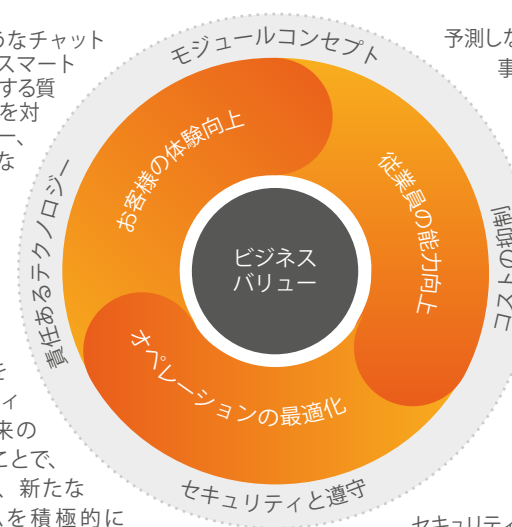 うなチャット
スマート
する質
を対
ー、
な
モジュールコンセプト
予測しな
事
お客様の体験向上
従業員の能力向上
ビジネス
バリュー
責任あるテクノロジー
コストの抑制
オペレーションの最適化
を
ィ
来の
ことで、
、新たな
ムを積極的に
セキュリティと遵守
セキュリティ